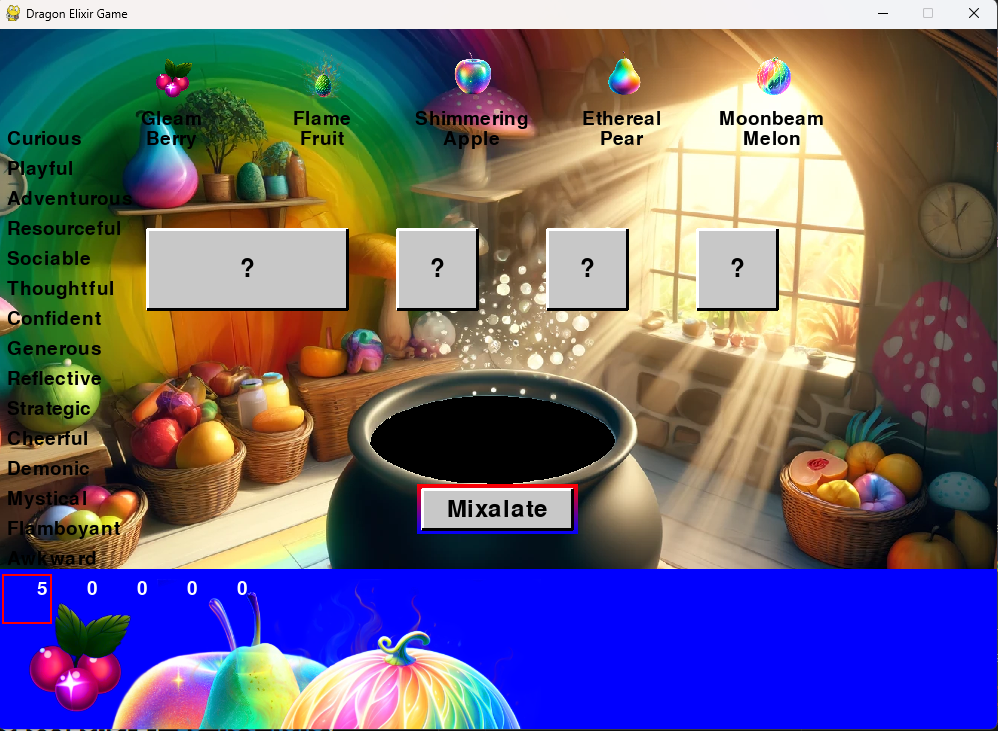 Dragon Elixir Game
Gleam
Berry
Flame
Fruit
Shimmering
Apple
Ethereal
Pear
Moonbeam
Melon
Curious
Playful
Adventurous
Resourceful
Sociable
Thoughtful
Confident
Generous
Reflective
Strategic
Cheerful
Demonic
Mystical
Flamboyant
Awkward
? ? ? ?
Mixalate
5 0 0 0 0